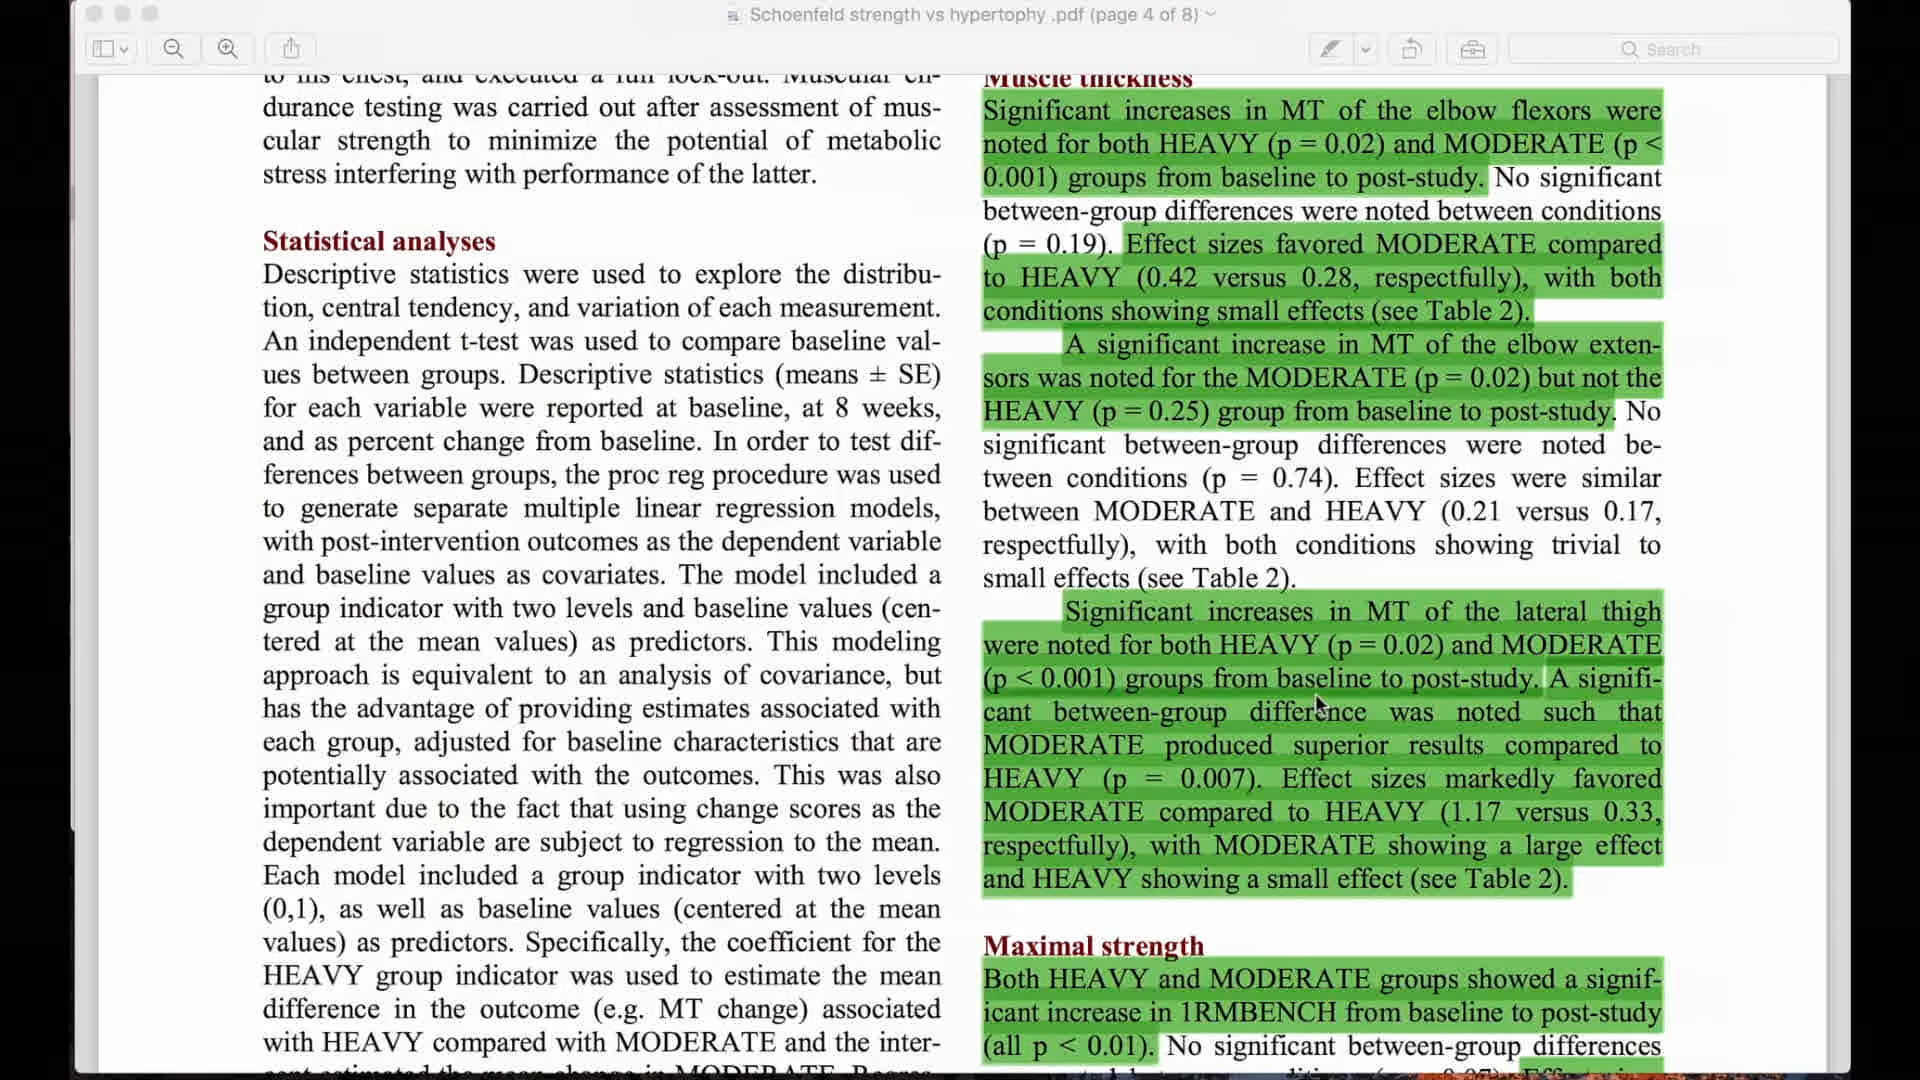 Schoenfeld strength vs hypertophy .pdf (page 4 of 8)
Search
to his chest, and executed a full lock-out. Muscular en-
durance testing was carried out after assessment of mus-
cular strength to minimize the potential of metabolic
stress interfering with performance of the latter.
Statistical analyses
Descriptive statistics were used to explore the distribu-
tion, central tendency, and variation of each measurement.
An independent t-test was used to compare baseline val-
ues between groups. Descriptive statistics (means ± SE)
for each variable were reported at baseline, at 8 weeks,
and as percent change from baseline. In order to test dif-
ferences between groups, the proc reg procedure was used
to generate separate multiple linear regression models,
with post-intervention outcomes as the dependent variable
and baseline values as covariates. The model included a
group indicator with two levels and baseline values (cen-
tered at the mean values) as predictors. This modeling
approach is equivalent to an analysis of covariance, but
has the advantage of providing estimates associated with
each group, adjusted for baseline characteristics that are
potentially associated with the outcomes. This was also
important due to the fact that using change scores as the
dependent variable are subject to regression to the mean.
Each model included a group indicator with two levels
(0,1), as well as baseline values (centered at the mean
values) as predictors. Specifically, the coefficient for the
HEAVY group indicator was used to estimate the mean
difference in the outcome (e.g. MT change) associated
with HEAVY compared with MODERATE and the inter-
cept estimated the mean change in MODERATE.
Muscle thickness
Significant increases in MT of the elbow flexors were
noted for both HEAVY (p = 0.02) and MODERATE (p <
0.001) groups from baseline to post-study. No significant
between-group differences were noted between conditions
(p = 0.19). Effect sizes favored MODERATE compared
to HEAVY (0.42 versus 0.28, respectfully), with both
conditions showing small effects (see Table 2).
A significant increase in MT of the elbow exten-
sors was noted for the MODERATE (p = 0.02) but not the
HEAVY (p = 0.25) group from baseline to post-study. No
significant between-group differences were noted be-
tween conditions (p = 0.74). Effect sizes were similar
between MODERATE and HEAVY (0.21 versus 0.17,
respectfully), with both conditions showing trivial to
small effects (see Table 2).
Significant increases in MT of the lateral thigh
were noted for both HEAVY (p = 0.02) and MODERATE
(p < 0.001) groups from baseline to post-study. A signifi-
cant between-group difference was noted such that
MODERATE produced superior results compared to
HEAVY (p = 0.007). Effect sizes markedly favored
MODERATE compared to HEAVY (1.17 versus 0.33,
respectfully), with MODERATE showing a large effect
and HEAVY showing a small effect (see Table 2).
Maximal strength
Both HEAVY and MODERATE groups showed a signif-
icant increase in 1RMBENCH from baseline to post-study
(all p < 0.01). No significant between-group differences